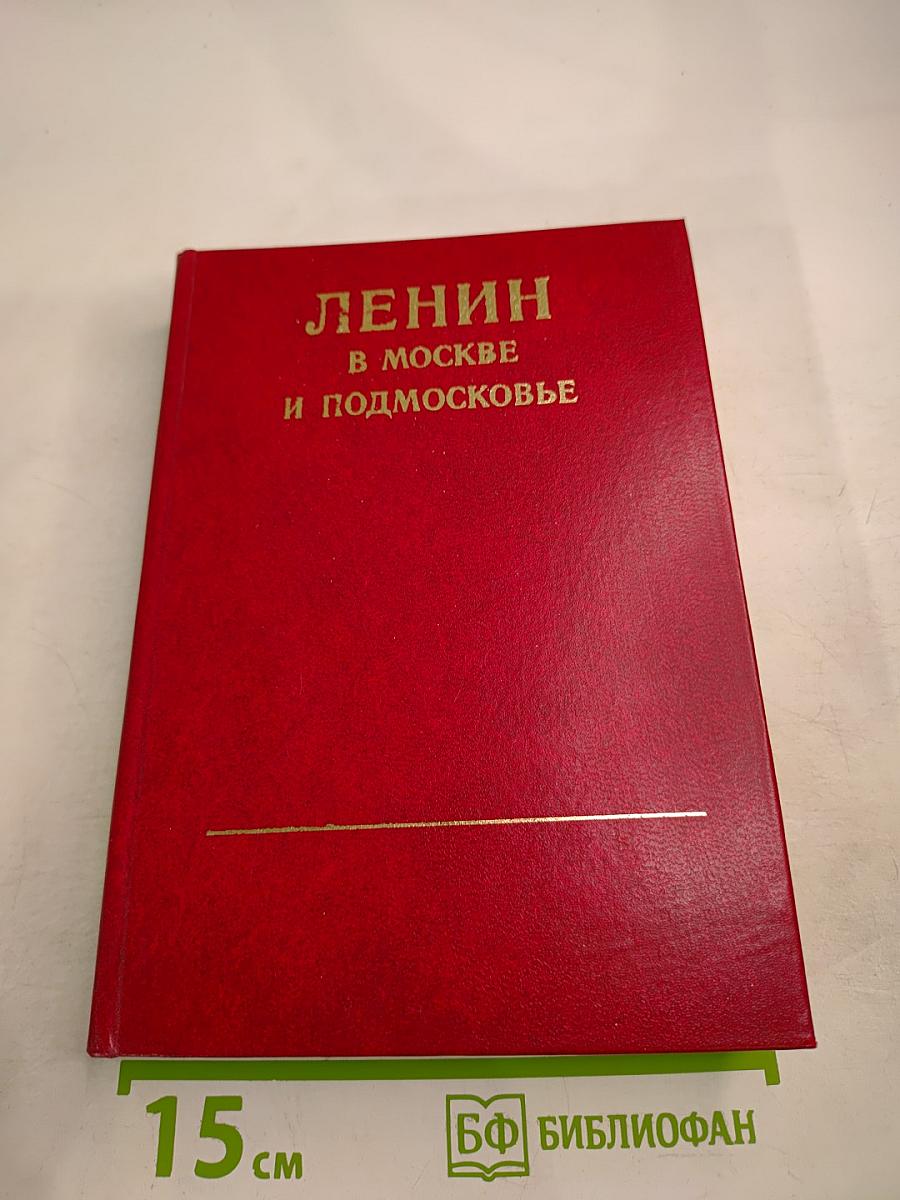 ЛЕНИН
В МОСКВЕ
И ПОДМОСКОВЬЕ
15 см
БФ БИБЛИОФАН